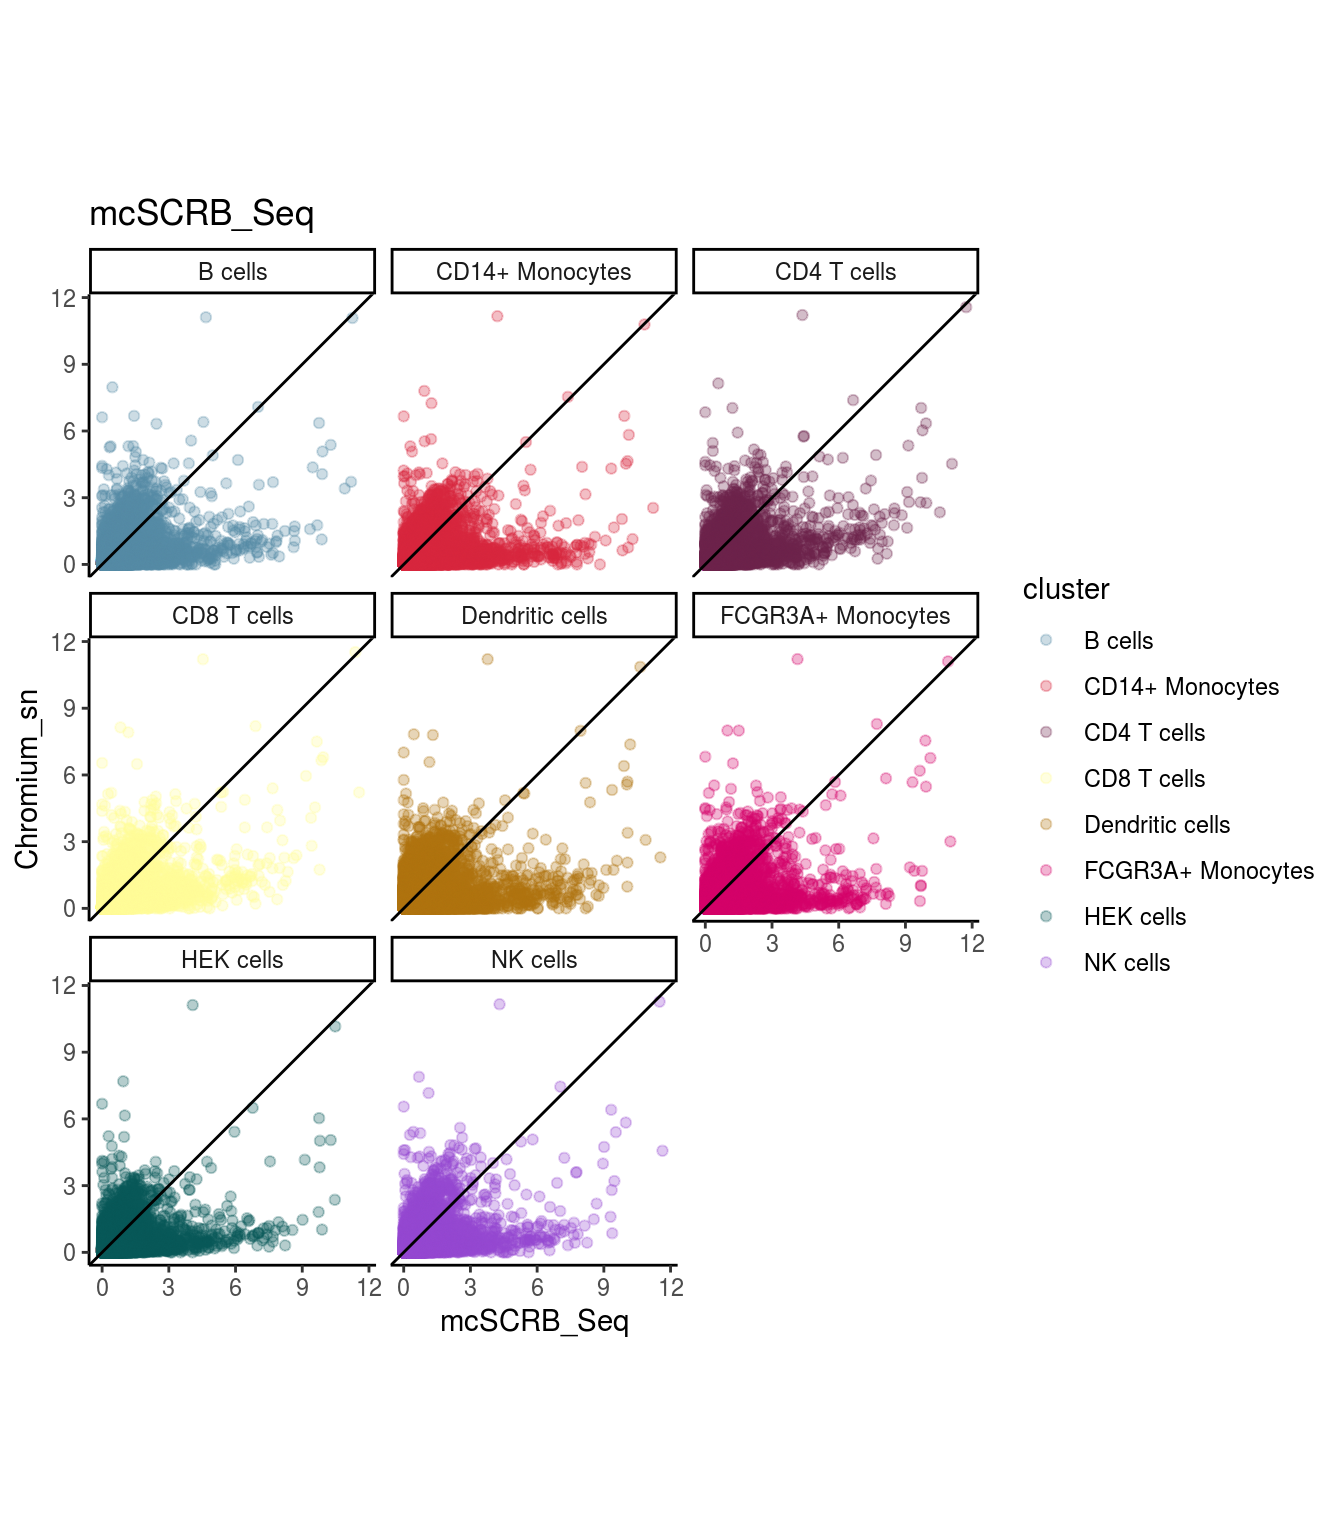 mcSCRB_Seq
B cells
CD14+ Monocytes
CD4 T cells
12
9
6
3
0
CD8 T cells
Dendritic cells
FCGR3A+ Monocytes
12
9
6
3
0
0 3 6 9 12
HEK cells
NK cells
12
9
6
3
0
0 3 6 9 12
0 3 6 9 12
mcSCRB_Seq
Chromium_sn
cluster
B cells
CD14+ Monocytes
CD4 T cells
CD8 T cells
Dendritic cells
FCGR3A+ Monocytes
HEK cells
NK cells